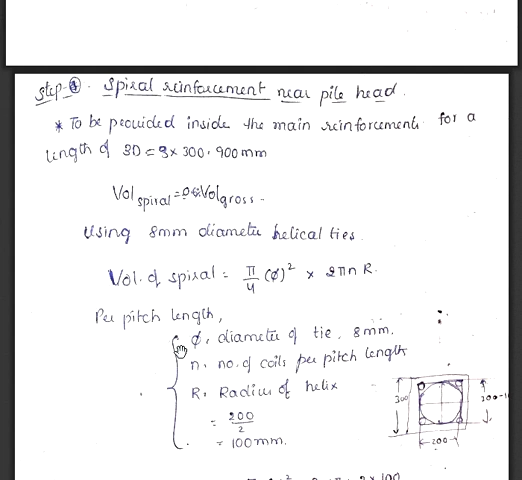 Step-④. Spiral reinforcement near pile head.
* To be provided inside the main reinforcement for a
length of 3D = 3 x 300 = 900 mm
Vol spiral = 0.6% Vol gross.
Using 8mm diameter helical ties.
Vol. of spiral = π/4 (ϕ)² x 2πnR.
Per pitch length,
ϕ, diameter of tie, 8mm.
n, no. of coils per pitch length
R, Radius of helix
= 200/2
= 100mm.
300
200